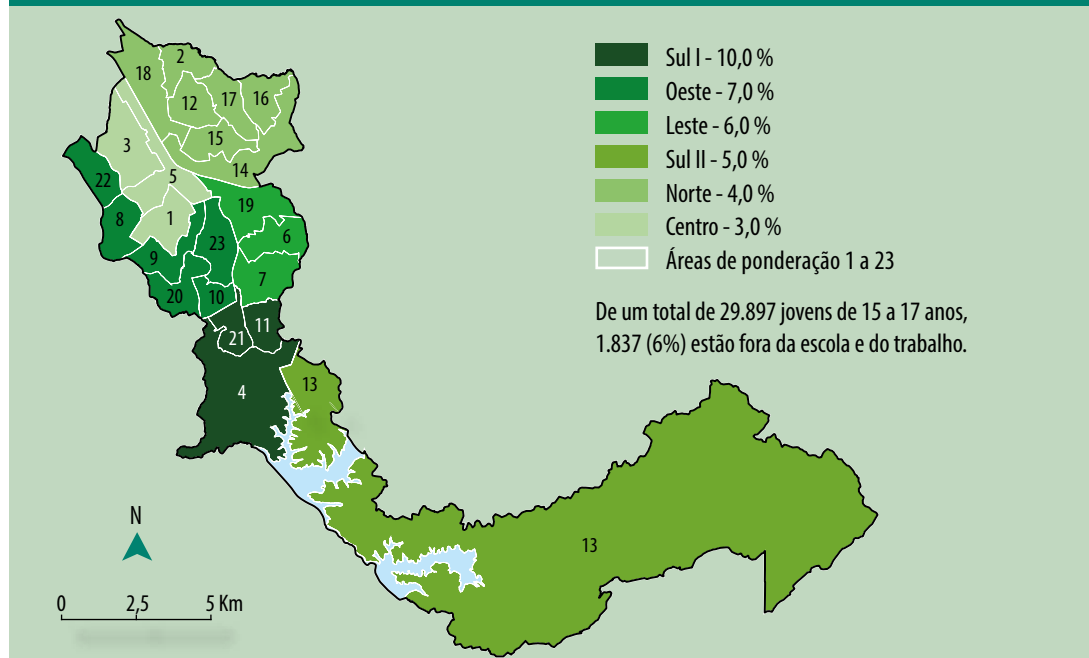 Sul I - 10,0 %
Oeste - 7,0 %
Leste - 6,0 %
Sul II - 5,0 %
Norte - 4,0 %
Centro - 3,0 %
Áreas de ponderação 1 a 23
De um total de 29.897 jovens de 15 a 17 anos,
1.837 (6%) estão fora da escola e do trabalho.
2
18
12
17
16
15
3
14
5
22
19
8
1
23
6
9
7
20
10
11
21
13
4
13
N
0 2,5 5 Km